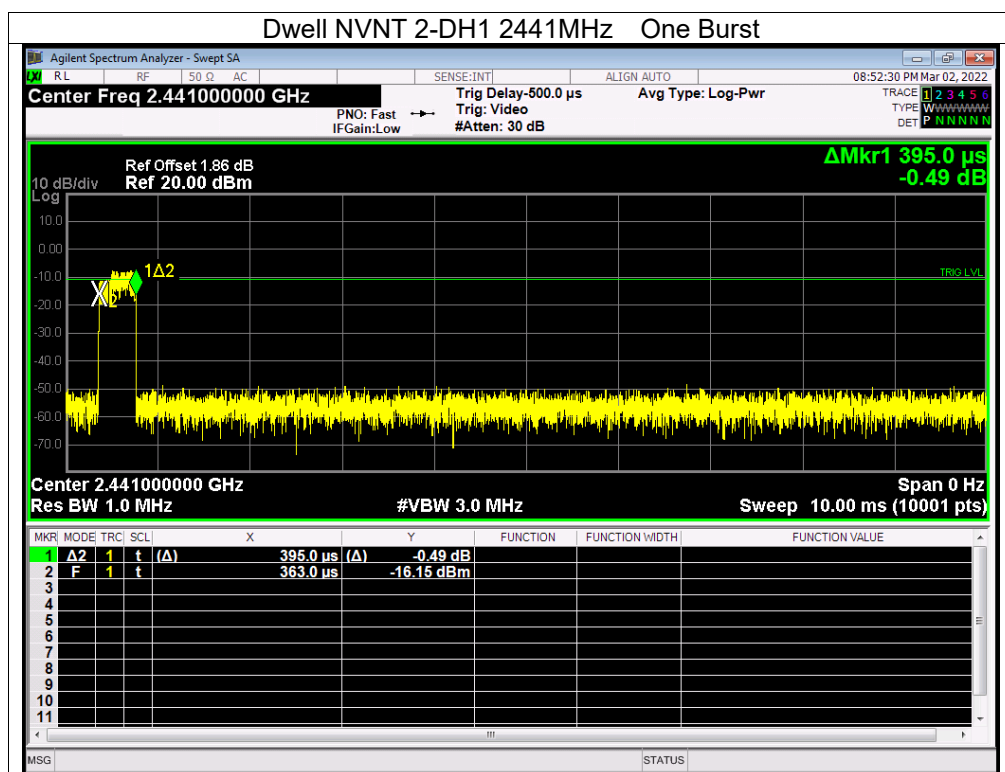 Dwell NVNT 2-DH1 2441MHz One Burst
Agilent Spectrum Analyzer - Swept SA
LXI RL RF 50 Ω AC SENSE:INT ALIGN AUTO 08:52:30 PM Mar 02, 2022
Center Freq 2.441000000 GHz Trig Delay-500.0 µs Avg Type: Log-Pwr TRACE 1 2 3 4 5 6
PNO: Fast Trig: Video TYPE WWWWWW
IFGain:Low #Atten: 30 dB DET P N N N N N
ΔMkr1 395.0 µs
-0.49 dB
Ref Offset 1.86 dB
10 dB/div Ref 20.00 dBm
Log
10.0
0.00
1Δ2
-10.0 TRIG LVL
2
-20.0
-30.0
-40.0
-50.0
-60.0
-70.0
Center 2.441000000 GHz Span 0 Hz
Res BW 1.0 MHz #VBW 3.0 MHz Sweep 10.00 ms (10001 pts)
MKR MODE TRC SCL X Y FUNCTION FUNCTION WIDTH FUNCTION VALUE
1 Δ2 1 t (Δ) 395.0 µs (Δ) -0.49 dB
2 F 1 t 363.0 µs -16.15 dBm
3
4
5
6
7
8
9
10
11
MSG STATUS